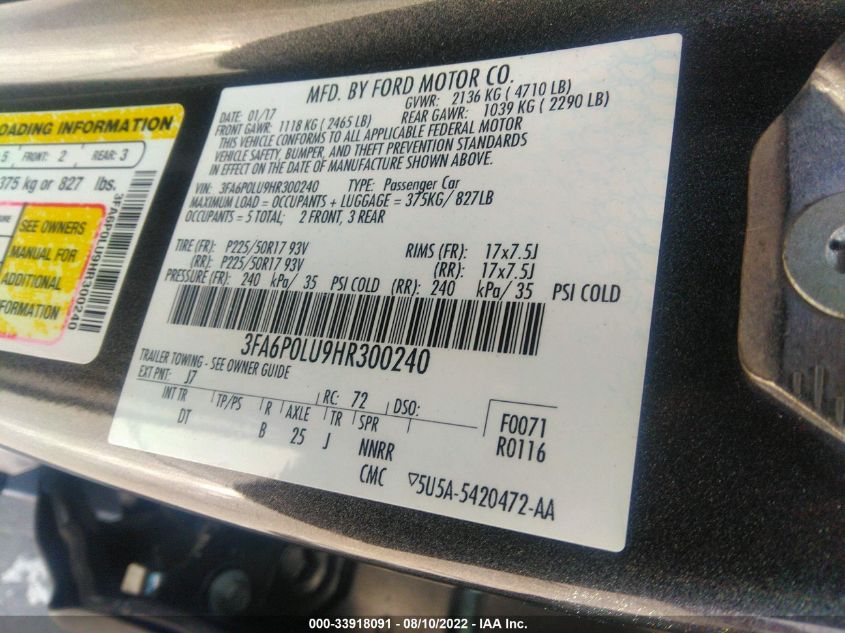 MFD. BY FORD MOTOR CO.
DATE: 01/17 GVWR: 2136 KG ( 4710 LB)
FRONT GAWR: 1118 KG ( 2465 LB) REAR GAWR: 1039 KG ( 2290 LB)
THIS VEHICLE CONFORMS TO ALL APPLICABLE FEDERAL MOTOR
VEHICLE SAFETY, BUMPER, AND THEFT PREVENTION STANDARDS
IN EFFECT ON THE DATE OF MANUFACTURE SHOWN ABOVE.
VIN: 3FA6P0LU9HR300240 TYPE: Passenger Car
MAXIMUM LOAD = OCCUPANTS + LUGGAGE = 375KG/ 827LB
OCCUPANTS = 5 TOTAL; 2 FRONT, 3 REAR
TIRE (FR): P225/50R17 93V RIMS (FR): 17x7.5J
(RR): P225/50R17 93V (RR): 17x7.5J
PRESSURE (FR): 240 kPa/ 35 PSI COLD (RR): 240 kPa/ 35 PSI COLD
3FA6P0LU9HR300240
TRAILER TOWING - SEE OWNER GUIDE
EXT PNT: J7 RC: 72 DSO:
INT TR TP/PS R AXLE TR SPR
DT B 25 J NNRR
CMC
F0071
R0116
▽5U5A-5420472-AA
OADING INFORMATION
5 FRONT: 2 REAR: 3
375 kg or 827 lbs.
SEE OWNERS
MANUAL FOR
ADDITIONAL
INFORMATION
3FA6P0LU9HR300240
000-33918091 - 08/10/2022 - IAA Inc.